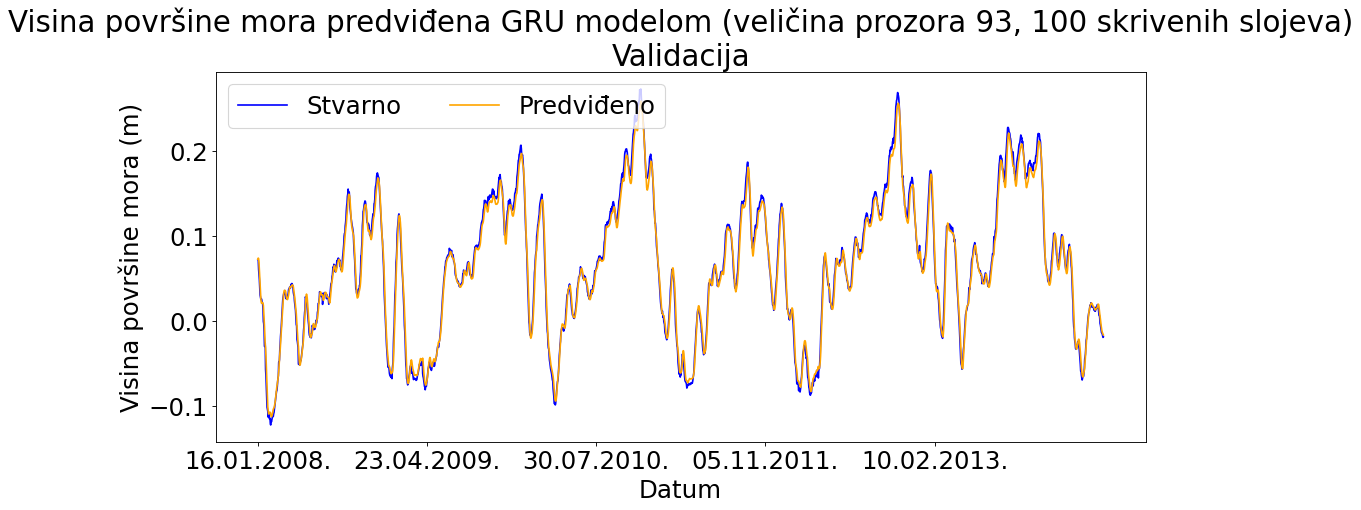 Visina površine mora predviđena GRU modelom (veličina prozora 93, 100 skrivenih slojeva)
Validacija
Stvarno Predviđeno
Visina površine mora (m)
0.2
0.1
0.0
−0.1
16.01.2008. 23.04.2009. 30.07.2010. 05.11.2011. 10.02.2013.
Datum